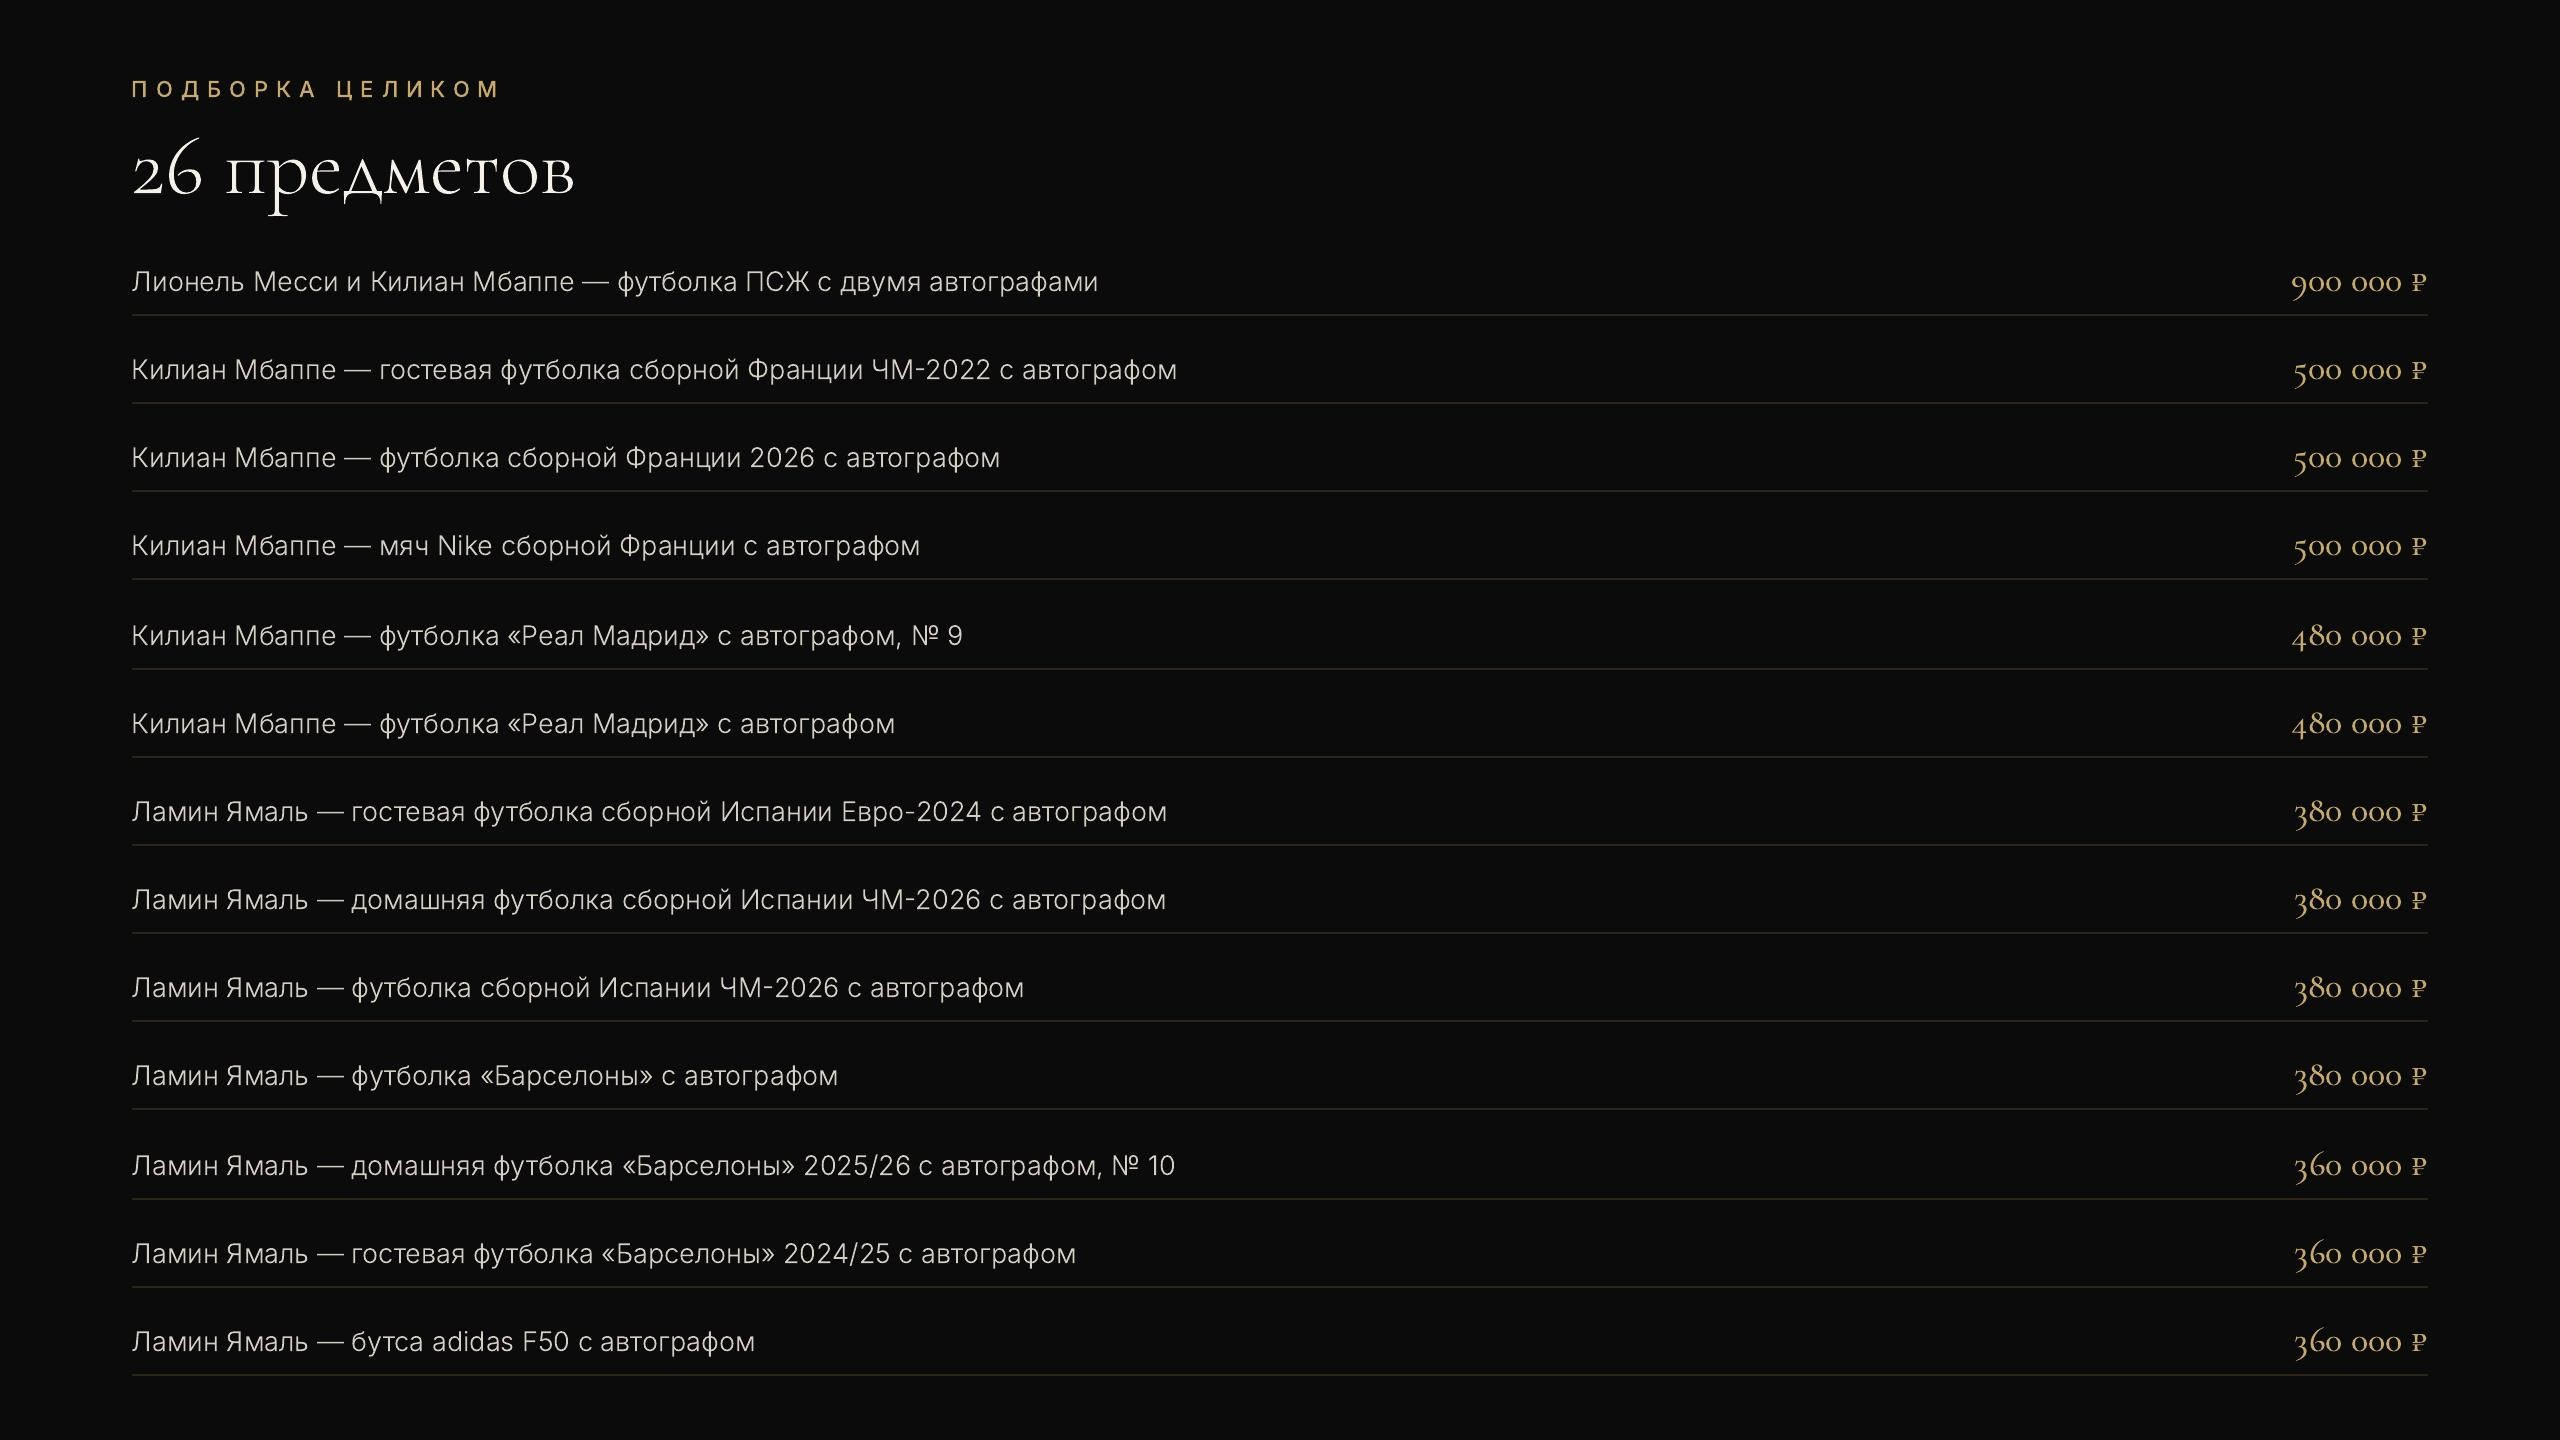 ПОДБОРКА ЦЕЛИКОМ
26 предметов
Лионель Месси и Килиан Мбаппе — футболка ПСЖ с двумя автографами 900 000 ₽
Килиан Мбаппе — гостевая футболка сборной Франции ЧМ-2022 с автографом 500 000 ₽
Килиан Мбаппе — футболка сборной Франции 2026 с автографом 500 000 ₽
Килиан Мбаппе — мяч Nike сборной Франции с автографом 500 000 ₽
Килиан Мбаппе — футболка «Реал Мадрид» с автографом, № 9 480 000 ₽
Килиан Мбаппе — футболка «Реал Мадрид» с автографом 480 000 ₽
Ламин Ямаль — гостевая футболка сборной Испании Евро-2024 с автографом 380 000 ₽
Ламин Ямаль — домашняя футболка сборной Испании ЧМ-2026 с автографом 380 000 ₽
Ламин Ямаль — футболка сборной Испании ЧМ-2026 с автографом 380 000 ₽
Ламин Ямаль — футболка «Барселоны» с автографом 380 000 ₽
Ламин Ямаль — домашняя футболка «Барселоны» 2025/26 с автографом, № 10 360 000 ₽
Ламин Ямаль — гостевая футболка «Барселоны» 2024/25 с автографом 360 000 ₽
Ламин Ямаль — бутса adidas F50 с автографом 360 000 ₽